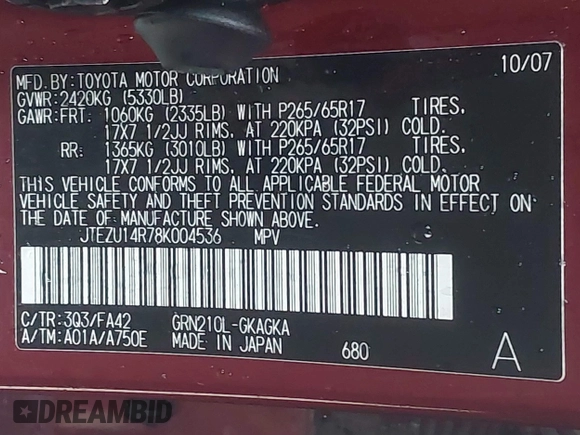 10/07
MFD. BY: TOYOTA MOTOR CORPORATION
GVWR: 2420KG (5330LB)
GAWR: FRT: 1060KG (2335LB) WITH P265/65R17 TIRES,
17X7 1/2JJ RIMS, AT 220KPA (32PSI) COLD.
RR: 1365KG (3010LB) WITH P265/65R17 TIRES,
17X7 1/2JJ RIMS, AT 220KPA (32PSI) COLD.
THIS VEHICLE CONFORMS TO ALL APPLICABLE FEDERAL MOTOR
VEHICLE SAFETY AND THEFT PREVENTION STANDARDS IN EFFECT ON
THE DATE OF MANUFACTURE SHOWN ABOVE.
JTEZU14R78K004536 MPV
C/TR: 3Q3/FA42 GRN210L-GKAGKA
A/TM: A01A/A750E MADE IN JAPAN 680 A
DREAMBID